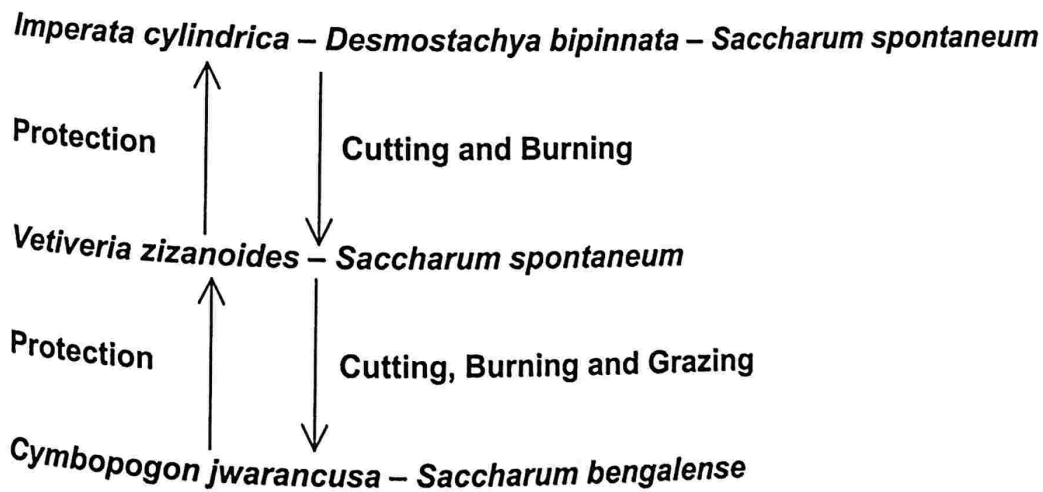 Imperata cylindrica – Desmostachya bipinnata – Saccharum spontaneum
Protection
Cutting and Burning
Vetiveria zizanoides – Saccharum spontaneum
Protection
Cutting, Burning and Grazing
Cymbopogon jwarancusa – Saccharum bengalense